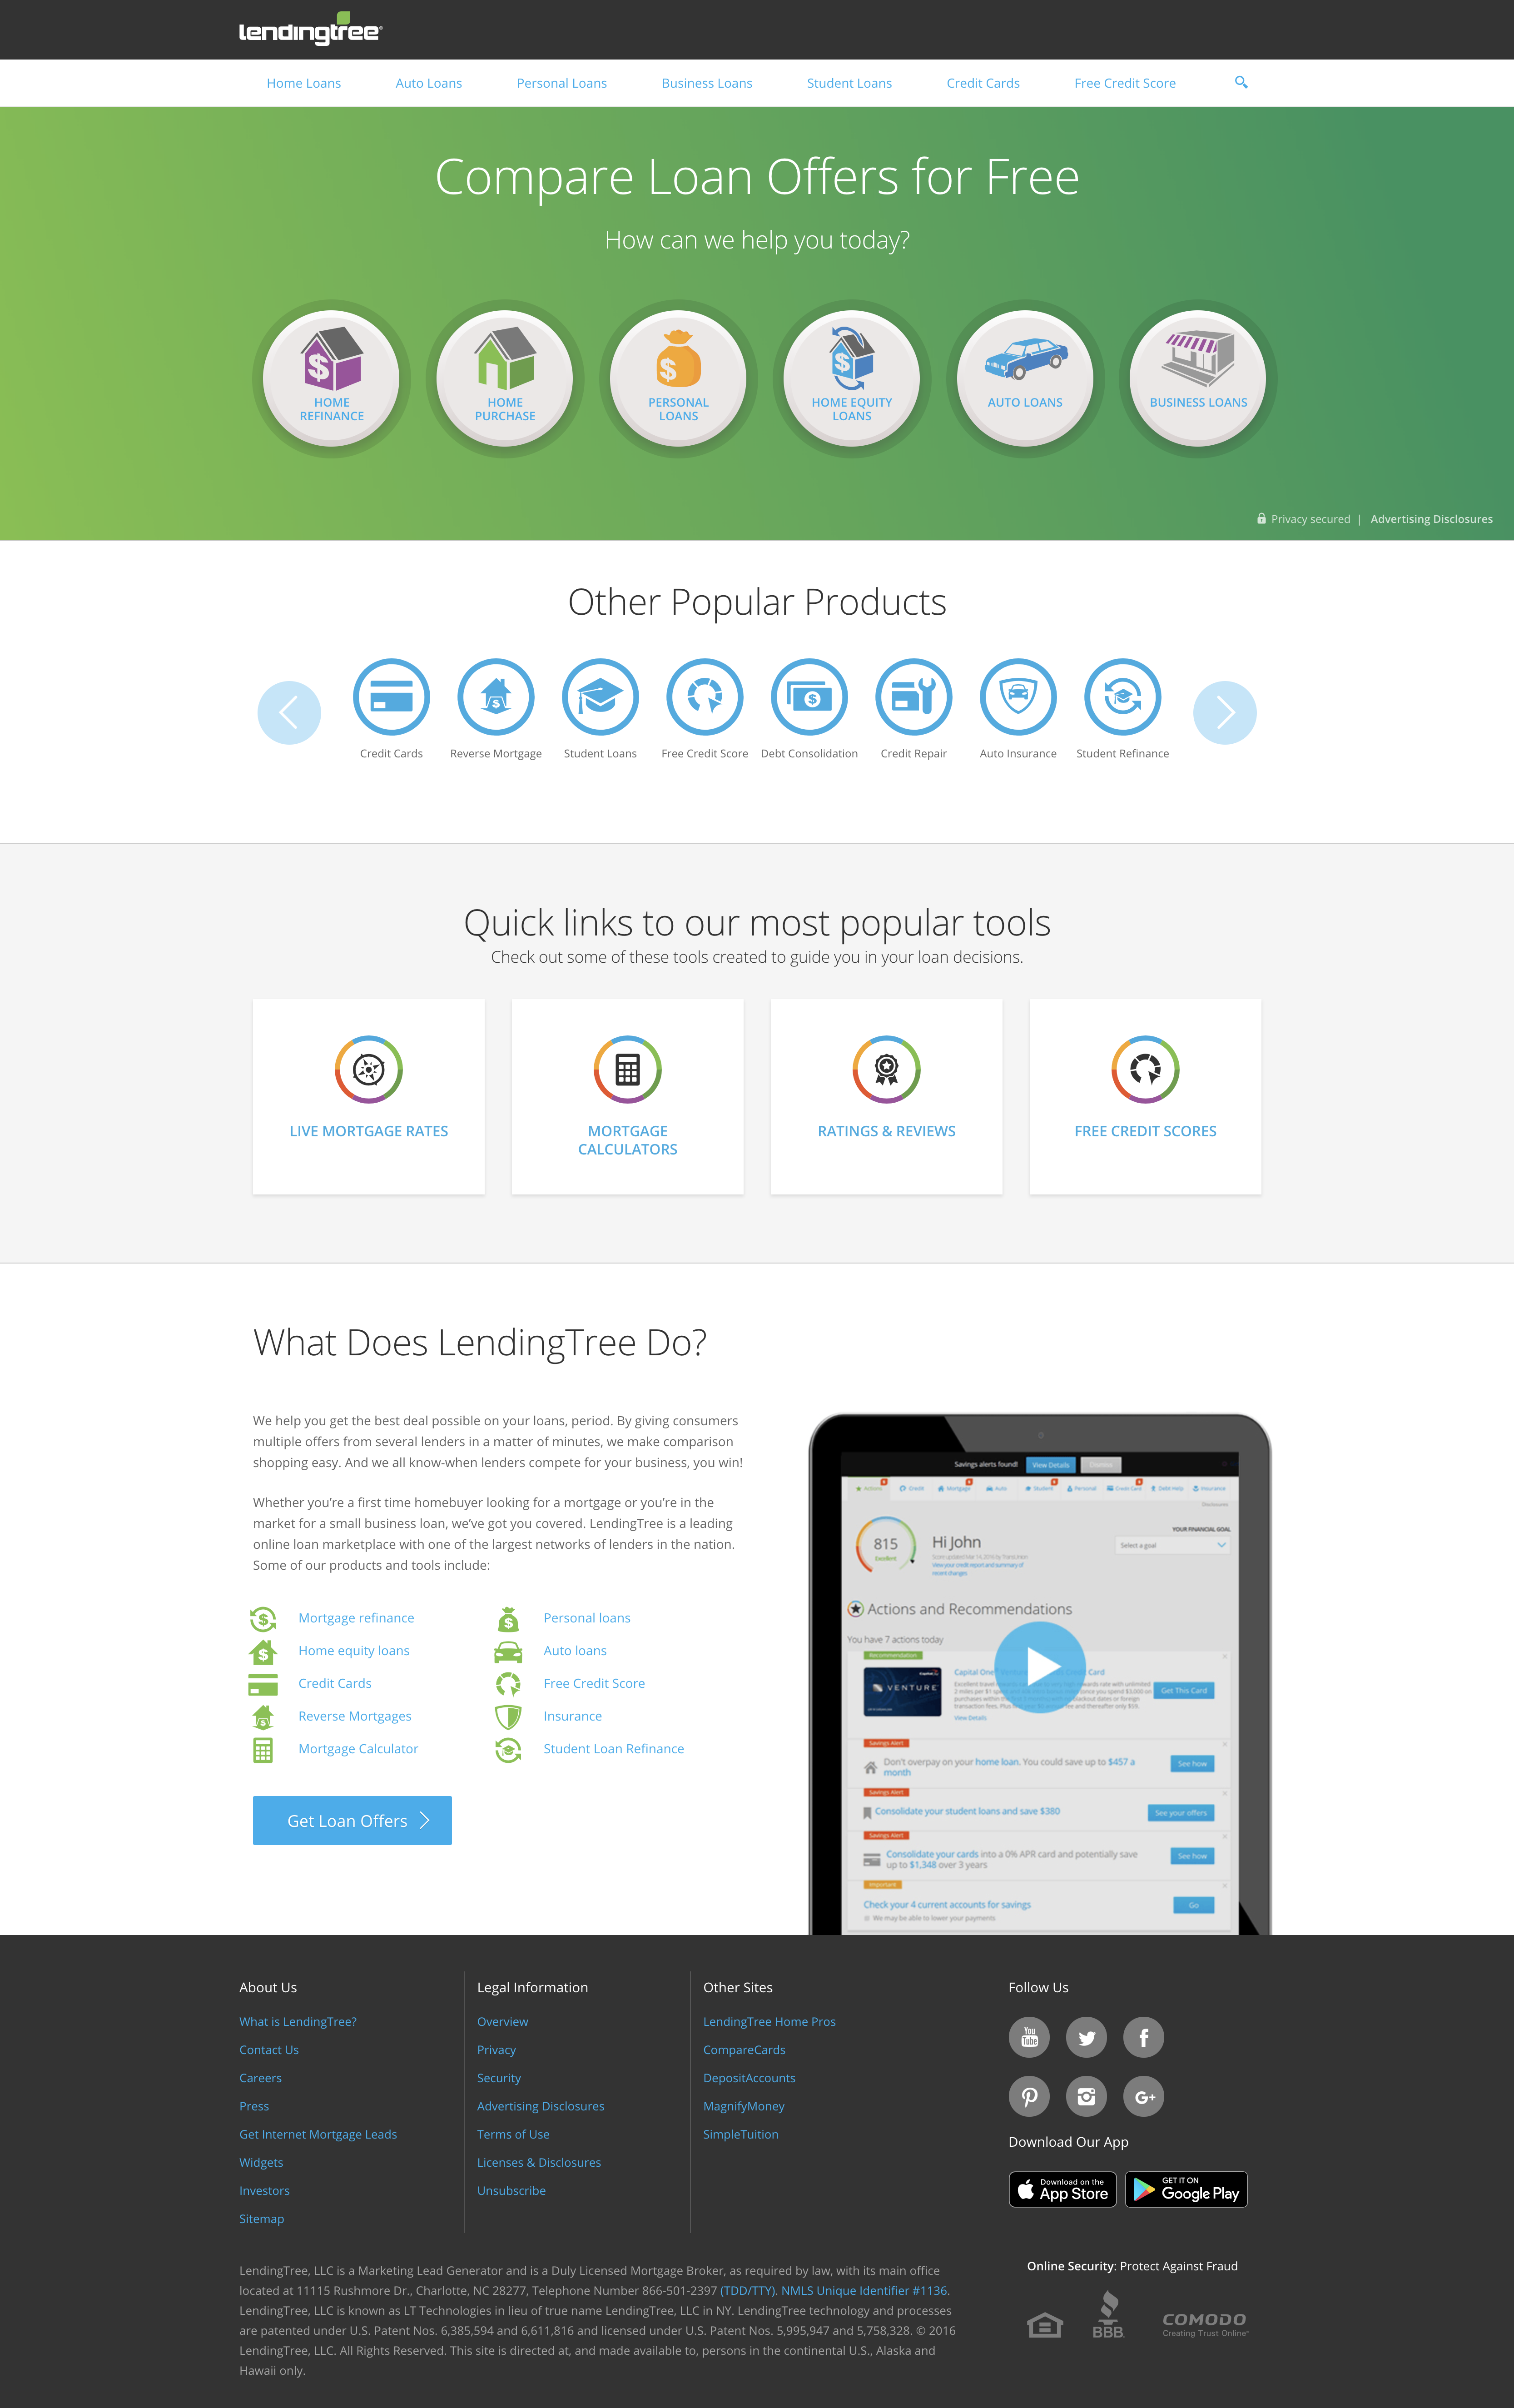 lendingtree
Home Loans
Auto Loans
Personal Loans
Business Loans
Student Loans
Credit Cards
Free Credit Score
Compare Loan Offers for Free
How can we help you today?
HOME
REFINANCE
HOME
PURCHASE
PERSONAL
LOANS
HOME EQUITY
LOANS
AUTO LOANS
BUSINESS LOANS
Privacy secured | Advertising Disclosures
Other Popular Products
Credit Cards
Reverse Mortgage
Student Loans
Free Credit Score
Debt Consolidation
Credit Repair
Auto Insurance
Student Refinance
Quick links to our most popular tools
Check out some of these tools created to guide you in your loan decisions.
LIVE MORTGAGE RATES
MORTGAGE
CALCULATORS
RATINGS & REVIEWS
FREE CREDIT SCORES
What Does LendingTree Do?
We help you get the best deal possible on your loans, period. By giving consumers
multiple offers from several lenders in a matter of minutes, we make comparison
shopping easy. And we all know-when lenders compete for your business, you win!
Whether you're a first time homebuyer looking for a mortgage or you're in the
market for a small business loan, we've got you covered. LendingTree is a leading
online loan marketplace with one of the largest networks of lenders in the nation.
Some of our products and tools include:
Mortgage refinance
Personal loans
Home equity loans
Auto loans
Credit Cards
Free Credit Score
Reverse Mortgages
Insurance
Mortgage Calculator
Student Loan Refinance
Get Loan Offers
Savings alerts found!
View Details
Actions
Credit
Mortgage
Auto
Student
Personal
Credit Card
Debt Help
Insurance
Disclosures
YOUR FINANCIAL GOAL
815
Excellent
Hi John
Select a goal
View your credit report and summary of
recent changes
Actions and Recommendations
You have 7 actions today
Recommendation
Capital One
Card
VENTURE
Get This Card
View Details
Savings Alert
Don't overpay on your home loan. You could save up to $457 a
month
See how
Savings Alert
Consolidate your student loans and save $380
See your offers
Savings Alert
Consolidate your cards into a 0% APR card and potentially save
up to $1,348 over 3 years
See how
Important
Check your 4 current accounts for savings
We may be able to lower your payments
Go
About Us
What is LendingTree?
Contact Us
Careers
Press
Get Internet Mortgage Leads
Widgets
Investors
Sitemap
Legal Information
Overview
Privacy
Security
Advertising Disclosures
Terms of Use
Licenses & Disclosures
Unsubscribe
Other Sites
LendingTree Home Pros
CompareCards
DepositAccounts
MagnifyMoney
SimpleTuition
Follow Us
You
Tube
G+
Download Our App
Download on the
App Store
GET IT ON
Google Play
LendingTree, LLC is a Marketing Lead Generator and is a Duly Licensed Mortgage Broker, as required by law, with its main office
located at 11115 Rushmore Dr., Charlotte, NC 28277, Telephone Number 866-501-2397 (TDD/TTY). NMLS Unique Identifier #1136.
LendingTree, LLC is known as LT Technologies in lieu of true name LendingTree, LLC in NY. LendingTree technology and processes
are patented under U.S. Patent Nos. 6,385,594 and 6,611,816 and licensed under U.S. Patent Nos. 5,995,947 and 5,758,328. © 2016
LendingTree, LLC. All Rights Reserved. This site is directed at, and made available to, persons in the continental U.S., Alaska and
Hawaii only.
Online Security: Protect Against Fraud
BBB
COMODO
Creating Trust Online®